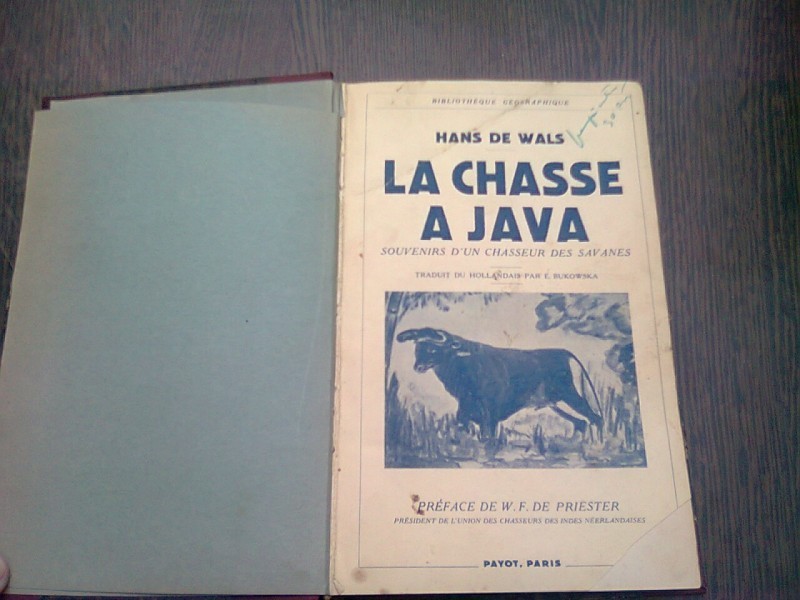 BIBLIOTHÈQUE GÉOGRAPHIQUE
HANS DE WALS
LA CHASSE
A JAVA
SOUVENIRS D'UN CHASSEUR DES SAVANES
TRADUIT DU HOLLANDAIS PAR E. BUKOWSKA
PRÉFACE DE W. F. DE PRIËSTER
PRÉSIDENT DE L'UNION DES CHASSEURS DES INDES NÉERLANDAISES
PAYOT, PARIS